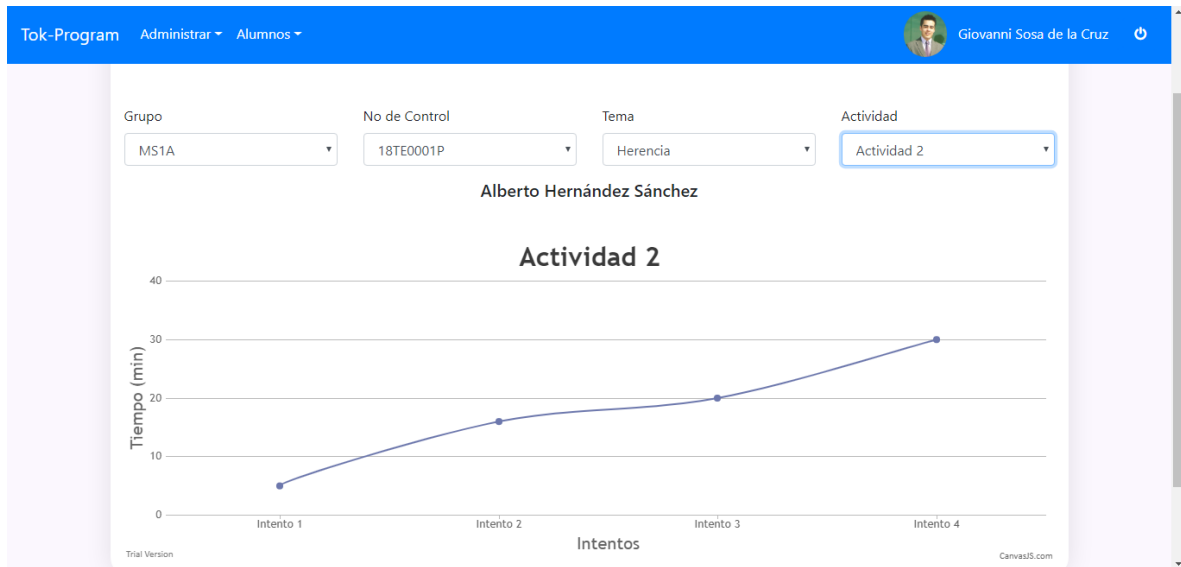 Tok-Program Administrar Alumnos Giovanni Sosa de la Cruz
Grupo No de Control Tema Actividad
MS1A 18TE0001P Herencia Actividad 2
Alberto Hernández Sánchez
Actividad 2
40
30
20
10
0
Tiempo (min)
Intento 1 Intento 2 Intento 3 Intento 4
Intentos
Trial Version CanvasJS.com